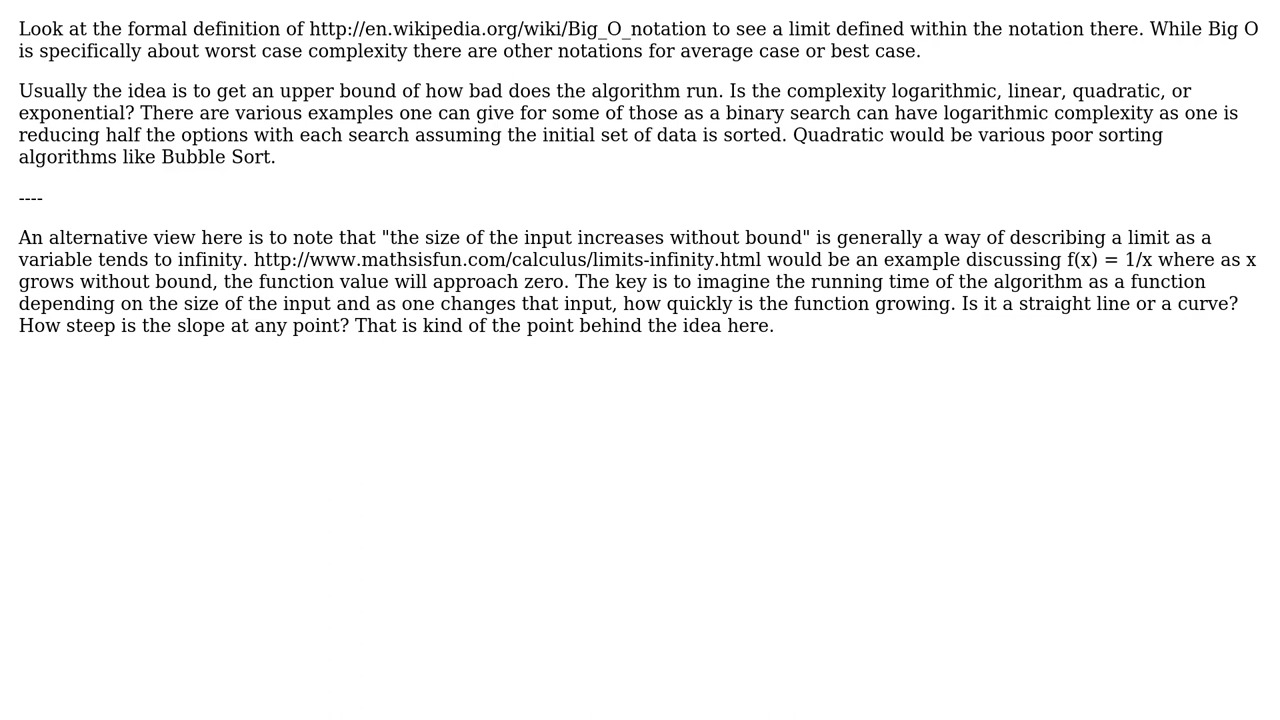 Look at the formal definition of http://en.wikipedia.org/wiki/Big_O_notation to see a limit defined within the notation there. While Big O
is specifically about worst case complexity there are other notations for average case or best case.
Usually the idea is to get an upper bound of how bad does the algorithm run. Is the complexity logarithmic, linear, quadratic, or
exponential? There are various examples one can give for some of those as a binary search can have logarithmic complexity as one is
reducing half the options with each search assuming the initial set of data is sorted. Quadratic would be various poor sorting
algorithms like Bubble Sort.
----
An alternative view here is to note that "the size of the input increases without bound" is generally a way of describing a limit as a
variable tends to infinity. http://www.mathsisfun.com/calculus/limits-infinity.html would be an example discussing f(x) = 1/x where as x
grows without bound, the function value will approach zero. The key is to imagine the running time of the algorithm as a function
depending on the size of the input and as one changes that input, how quickly is the function growing. Is it a straight line or a curve?
How steep is the slope at any point? That is kind of the point behind the idea here.